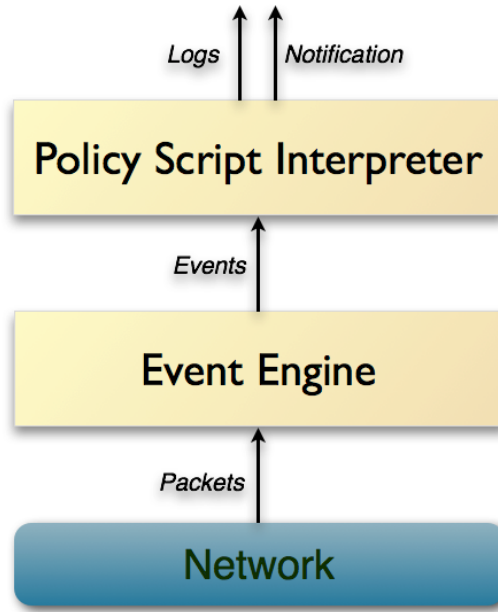 Logs Notification
Policy Script Interpreter
Events
Event Engine
Packets
Network